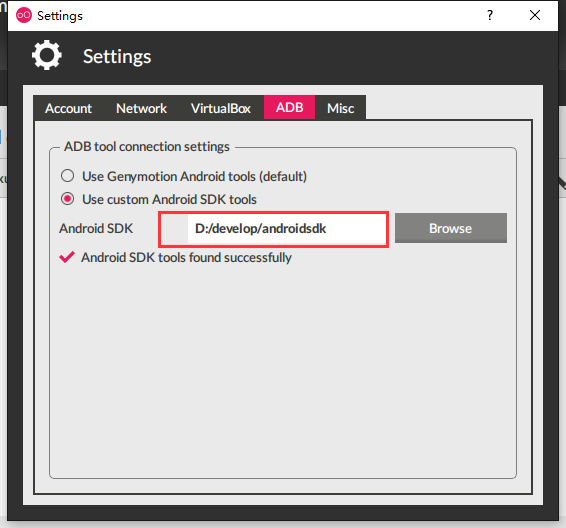 Settings
?
Settings
Account Network VirtualBox ADB Misc
ADB tool connection settings
Use Genymotion Android tools (default)
Use custom Android SDK tools
Android SDK D:/develop/androidsdk Browse
Android SDK tools found successfully